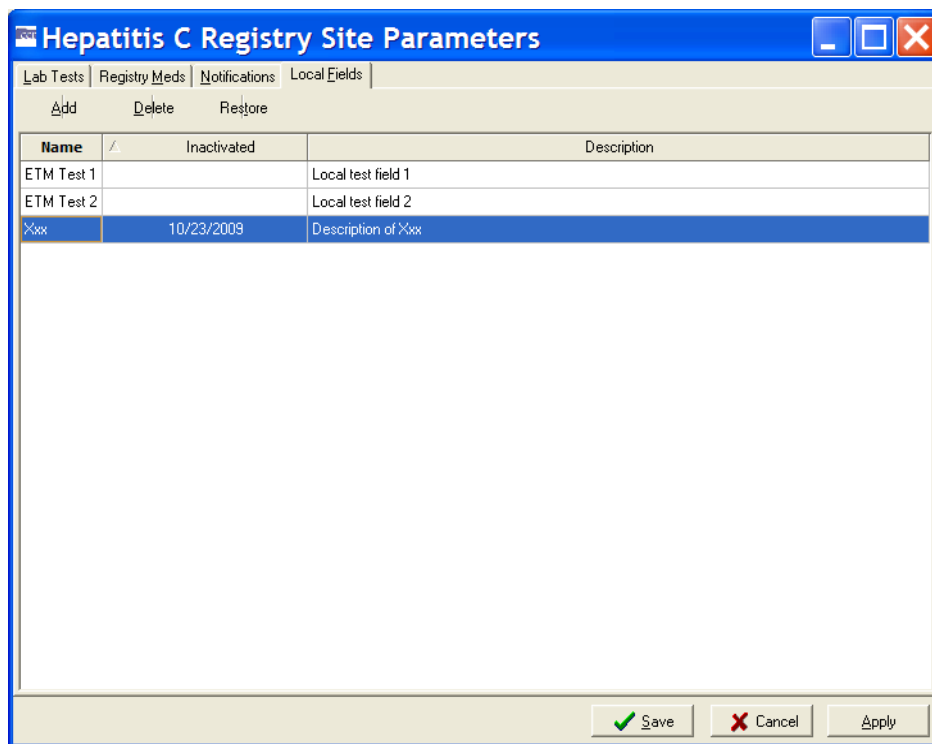 Hepatitis C Registry Site Parameters
Lab Tests Registry Meds Notifications Local Fields
Add Delete Restore
Name Inactivated Description
ETM Test 1 Local test field 1
ETM Test 2 Local test field 2
Xxx 10/23/2009 Description of Xxx
Save Cancel Apply